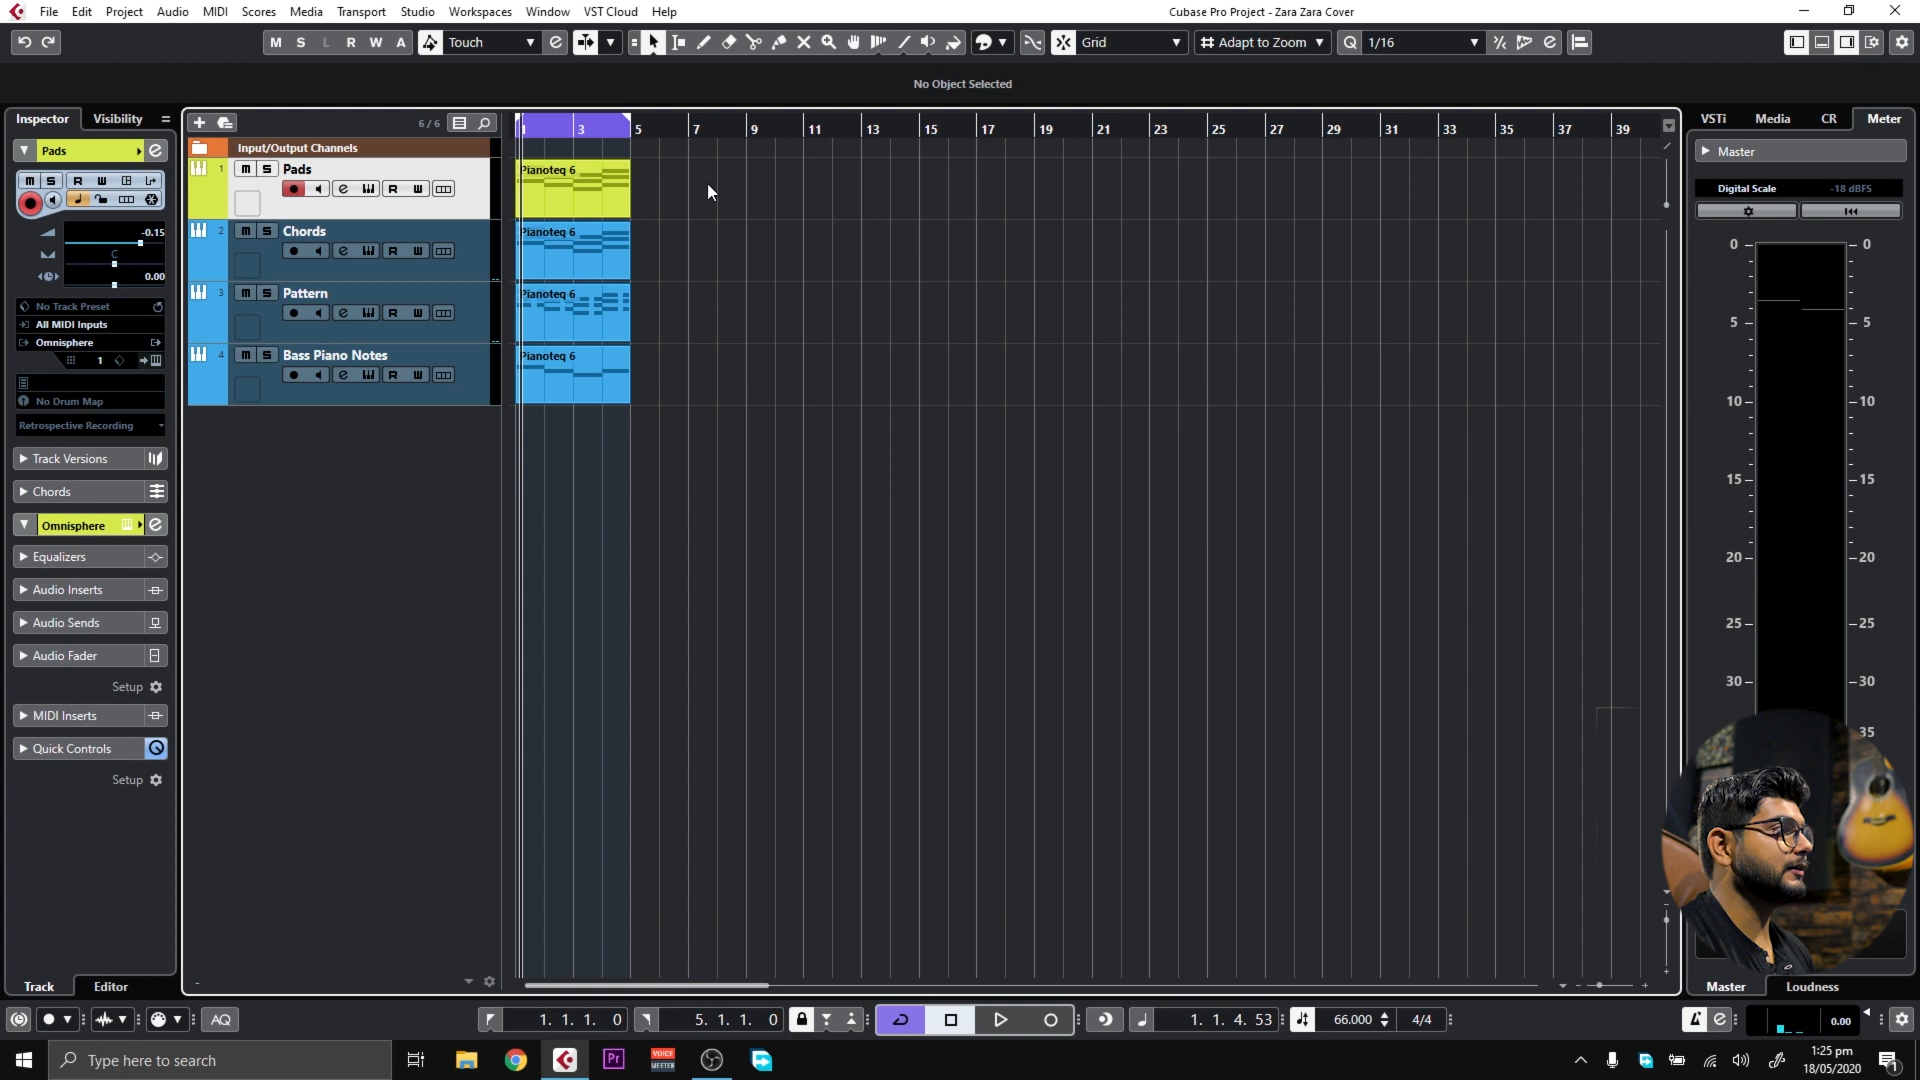 File Edit Project Audio MIDI Scores Media Transport Studio Workspaces Window VST Cloud Help
Cubase Pro Project - Zara Zara Cover
M S L R W A Touch
Grid
Adapt to Zoom
Q 1/16
No Object Selected
Inspector Visibility
6 / 6
1 3 5 7 9 11 13 15 17 19 21 23 25 27 29 31 33 35 37 39
VSTi Media CR Meter
Pads
Input/Output Channels
Master
1 m S Pads
Pianoteq 6
R W
Digital Scale -18 dBFS
2 m S Chords
Pianoteq 6
R W
3 m S Pattern
Pianoteq 6
R W
4 m S Bass Piano Notes
Pianoteq 6
R W
m S R W
-0.15
C
0.00
No Track Preset
All MIDI Inputs
Omnisphere
1
No Drum Map
Retrospective Recording
Track Versions
Chords
Omnisphere
Equalizers
Audio Inserts
Audio Sends
Audio Fader
Setup
MIDI Inserts
Quick Controls
Setup
0 0
5 5
10 10
15 15
20 20
25 25
30 30
35
Track Editor
Master Loudness
AQ
1. 1. 1. 0
5. 1. 1. 0
1. 1. 4. 53
66.000
4/4
0.00
Type here to search
Pr
VOICE
MEETER
1:25 pm
18/05/2020
1